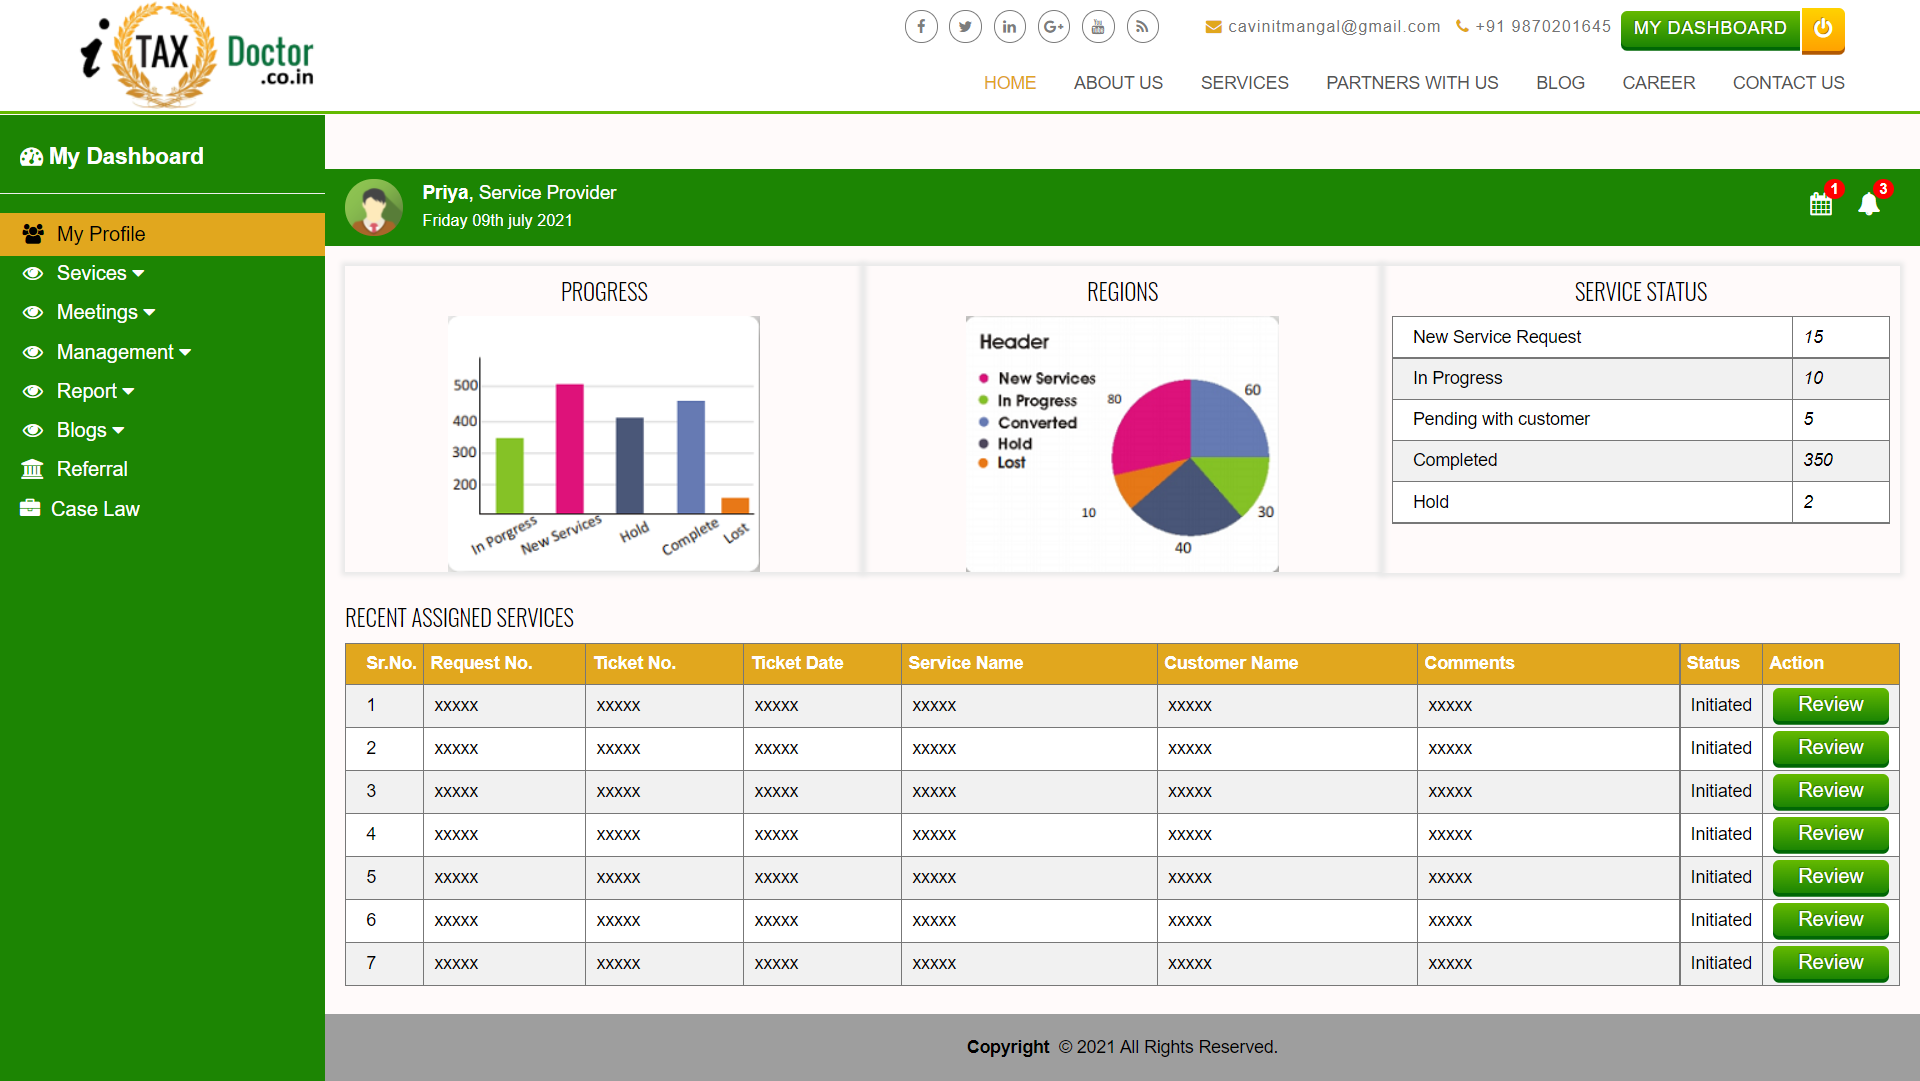 i TAX Doctor
.co.in
cavinitmangal@gmail.com +91 9870201645 MY DASHBOARD
HOME ABOUT US SERVICES PARTNERS WITH US BLOG CAREER CONTACT US
My Dashboard
My Profile
Sevices
Meetings
Management
Report
Blogs
Referral
Case Law
Priya, Service Provider
Friday 09th july 2021
1 3
PROGRESS
500
400
300
200
In Porgress New Services Hold Complete Lost
REGIONS
Header
New Services
In Progress
Converted
Hold
Lost
80 60
10 30
40
SERVICE STATUS
New Service Request 15
In Progress 10
Pending with customer 5
Completed 350
Hold 2
RECENT ASSIGNED SERVICES
Sr.No. Request No. Ticket No. Ticket Date Service Name Customer Name Comments Status Action
1 xxxxx xxxxx xxxxx xxxxx xxxxx xxxxx Initiated Review
2 xxxxx xxxxx xxxxx xxxxx xxxxx xxxxx Initiated Review
3 xxxxx xxxxx xxxxx xxxxx xxxxx xxxxx Initiated Review
4 xxxxx xxxxx xxxxx xxxxx xxxxx xxxxx Initiated Review
5 xxxxx xxxxx xxxxx xxxxx xxxxx xxxxx Initiated Review
6 xxxxx xxxxx xxxxx xxxxx xxxxx xxxxx Initiated Review
7 xxxxx xxxxx xxxxx xxxxx xxxxx xxxxx Initiated Review
Copyright © 2021 All Rights Reserved.